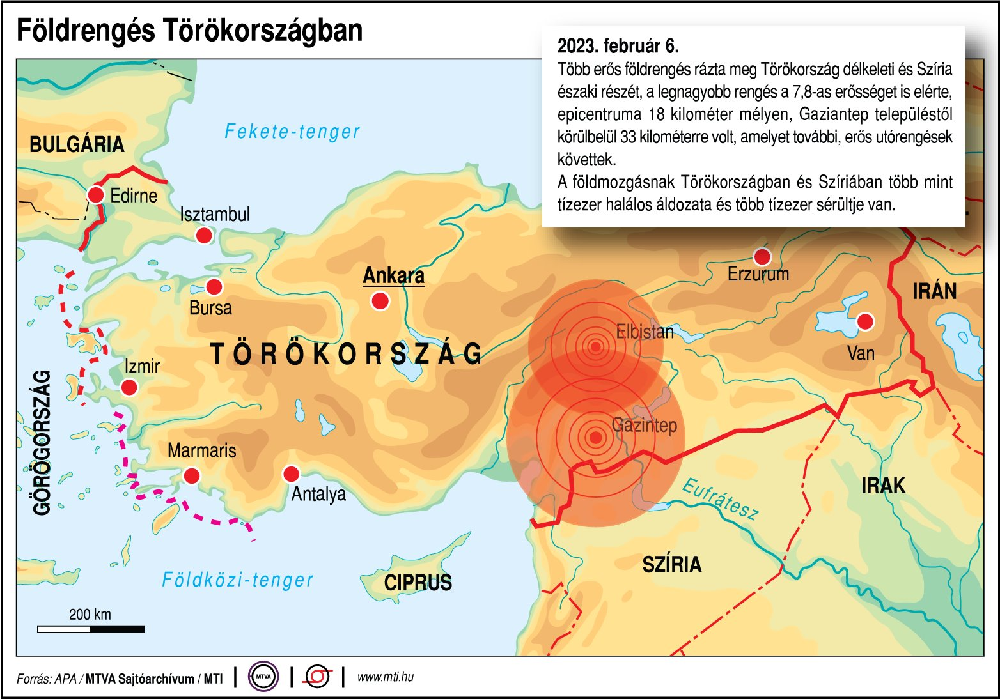 Földrengés Törökországban
2023. február 6.
Több erős földrengés rázta meg Törökország délkeleti és Szíria
északi részét, a legnagyobb rengés a 7,8-as erősséget is elérte,
epicentruma 18 kilométer mélyen, Gaziantep településtől
körülbelül 33 kilométerre volt, amelyet további, erős utórengések
követtek.
A földmozgásnak Törökországban és Szíriában több mint
tízezer halálos áldozata és több tízezer sérültje van.
Fekete-tenger
BULGÁRIA
Edirne
Isztambul
Ankara
Bursa
Erzurum
IRÁN
Elbistan
TÖRÖKORSZÁG
Van
Izmir
GÖRÖGORSZÁG
Gazintep
Marmaris
Antalya
Eufrátesz
IRAK
SZÍRIA
Földközi-tenger
CIPRUS
200 km
Forrás: APA / MTVA Sajtóarchívum / MTI
MTVA
www.mti.hu